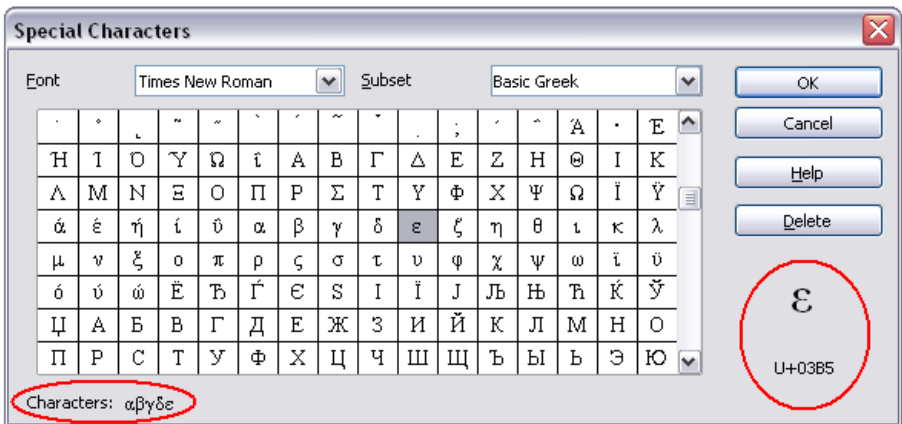 Special Characters
Font Times New Roman Subset Basic Greek OK
Cancel
Help
Delete
΄ Ά · Έ
Ή Ί Ό Ύ Ώ ΐ Α Β Γ Δ Ε Ζ Η Θ Ι Κ
Λ Μ Ν Ξ Ο Π Ρ Σ Τ Υ Φ Χ Ψ Ω Ϊ Ϋ
ά έ ή ί ΰ α β γ δ ε ζ η θ ι κ λ
μ ν ξ ο π ρ ς σ τ υ φ χ ψ ω ϊ ϋ
ό ύ ώ Ё Ђ Ѓ Є Ѕ І Ї Ј Љ Њ Ћ Ќ Ў
Џ А Б В Г Д Е Ж З И Й К Л М Н О
П Р С Т У Ф Х Ц Ч Ш Щ Ъ Ы Ь Э Ю
ε
U+03B5
Characters: αβγδε